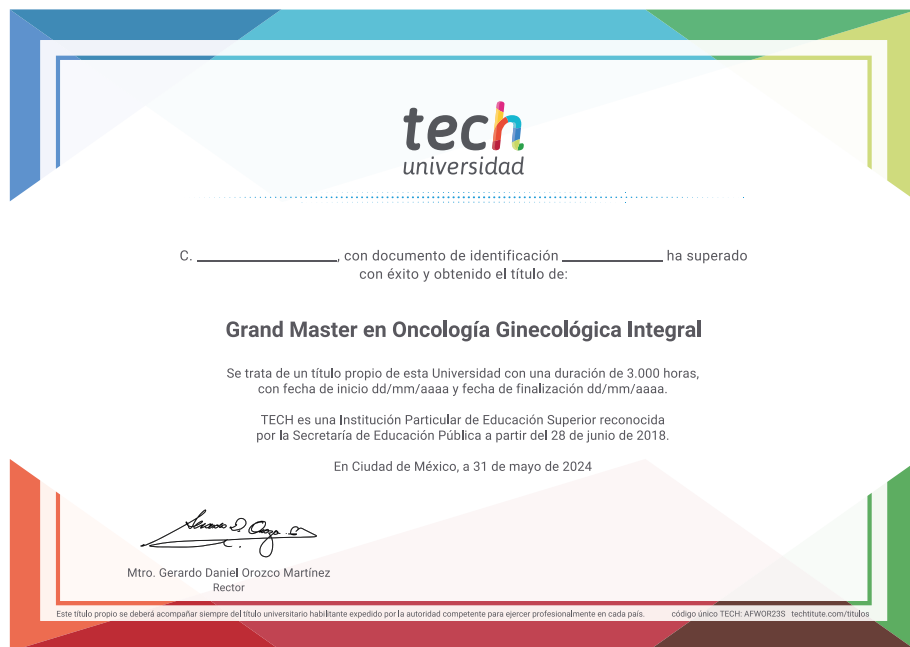 tech
universidad
C. ____________, con documento de identificación ____________ ha superado
con éxito y obtenido el título de:
Grand Master en Oncología Ginecológica Integral
Se trata de un título propio de esta Universidad con una duración de 3.000 horas,
con fecha de inicio dd/mm/aaaa y fecha de finalización dd/mm/aaaa.
TECH es una Institución Particular de Educación Superior reconocida
por la Secretaría de Educación Pública a partir del 28 de junio de 2018.
En Ciudad de México, a 31 de mayo de 2024
Mtro. Gerardo Daniel Orozco Martínez
Rector
Este título propio se deberá acompañar siempre del título universitario habilitante expedido por la autoridad competente para ejercer profesionalmente en cada país. código único TECH: AFWOR23S techtitute.com/titulos